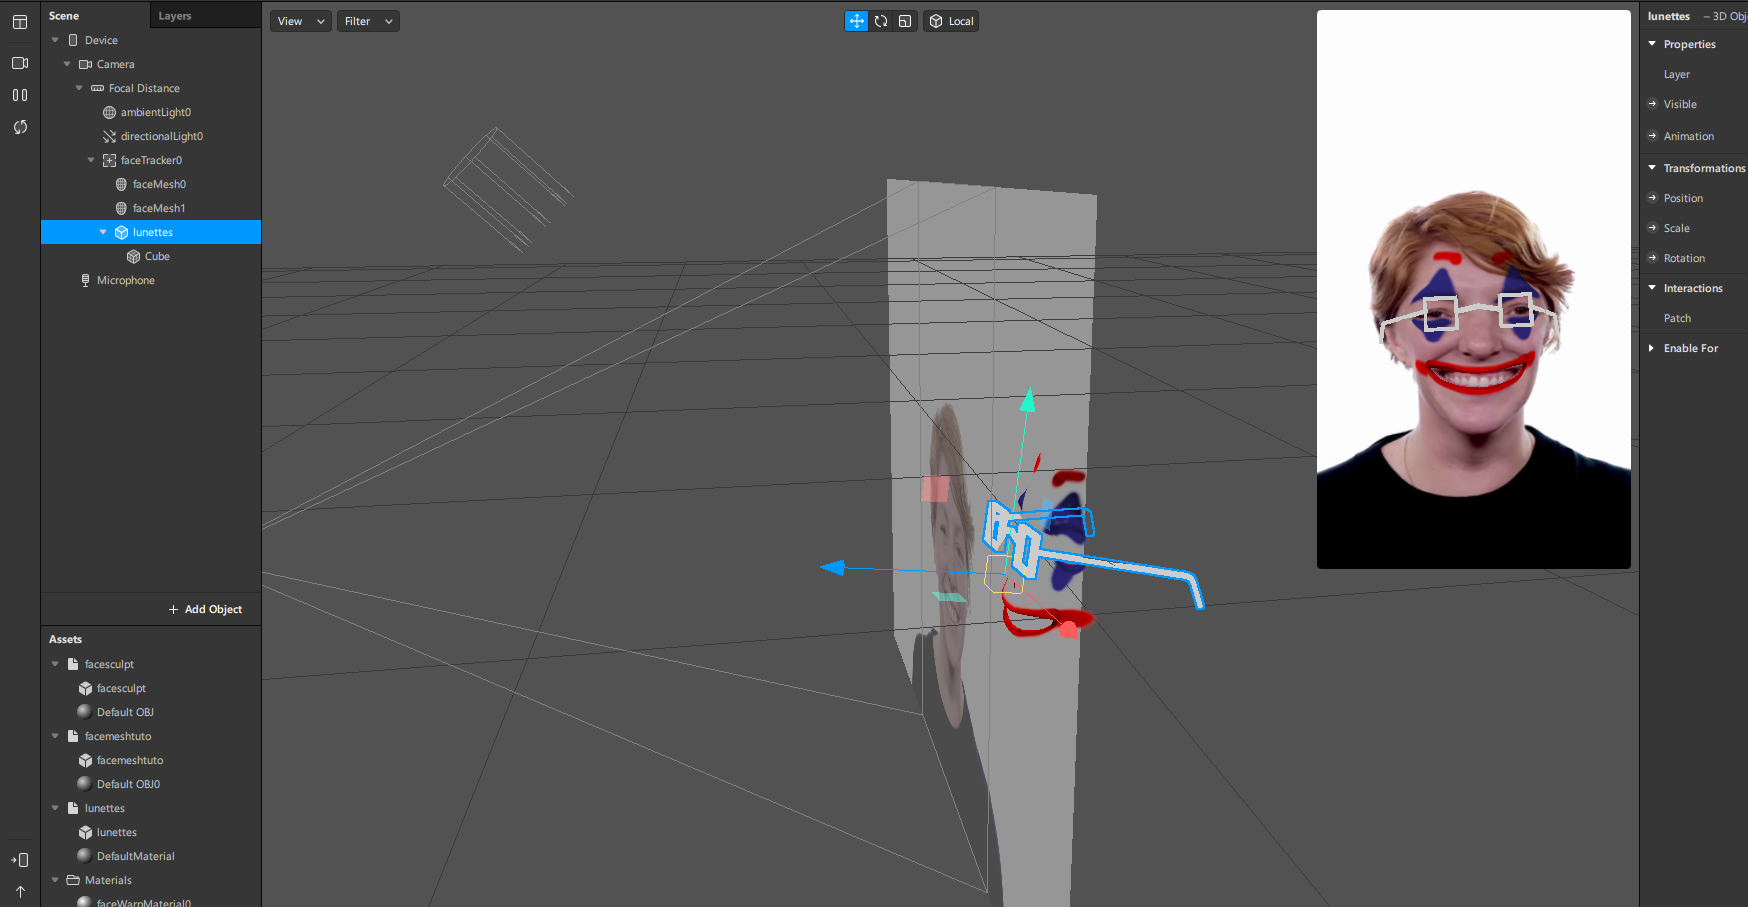 Scene
Layers
Device
Camera
Focal Distance
ambientLight0
directionalLight0
faceTracker0
faceMesh0
faceMesh1
lunettes
Cube
Microphone
+ Add Object
Assets
facesculpt
facesculpt
Default OBJ
facemeshtuto
facemeshtuto
Default OBJ0
lunettes
lunettes
DefaultMaterial
Materials
faceWarpMaterial0
View
Filter
Local
lunettes – 3D Obj
Properties
Layer
Visible
Animation
Transformations
Position
Scale
Rotation
Interactions
Patch
Enable For